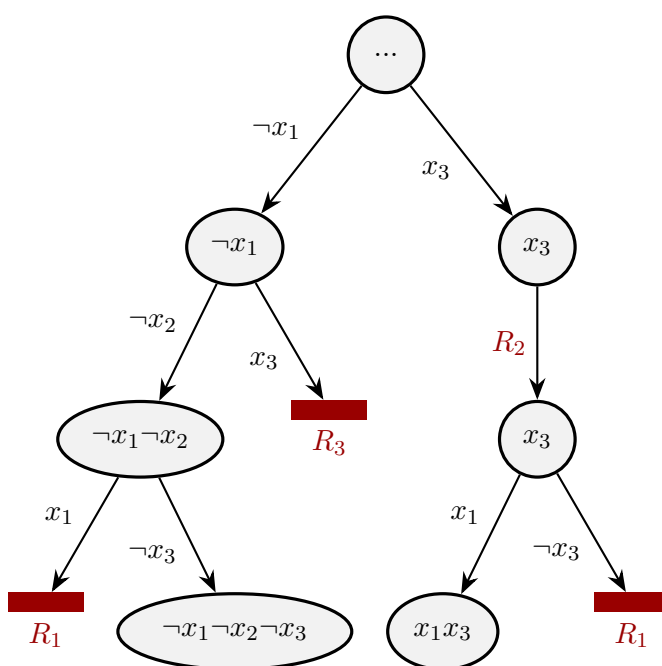 ...
¬x₁
x₃
¬x₁
x₃
¬x₂
x₃
R₂
¬x₁¬x₂
R₃
x₃
x₁
¬x₃
x₁
¬x₃
R₁
¬x₁¬x₂¬x₃
x₁x₃
R₁